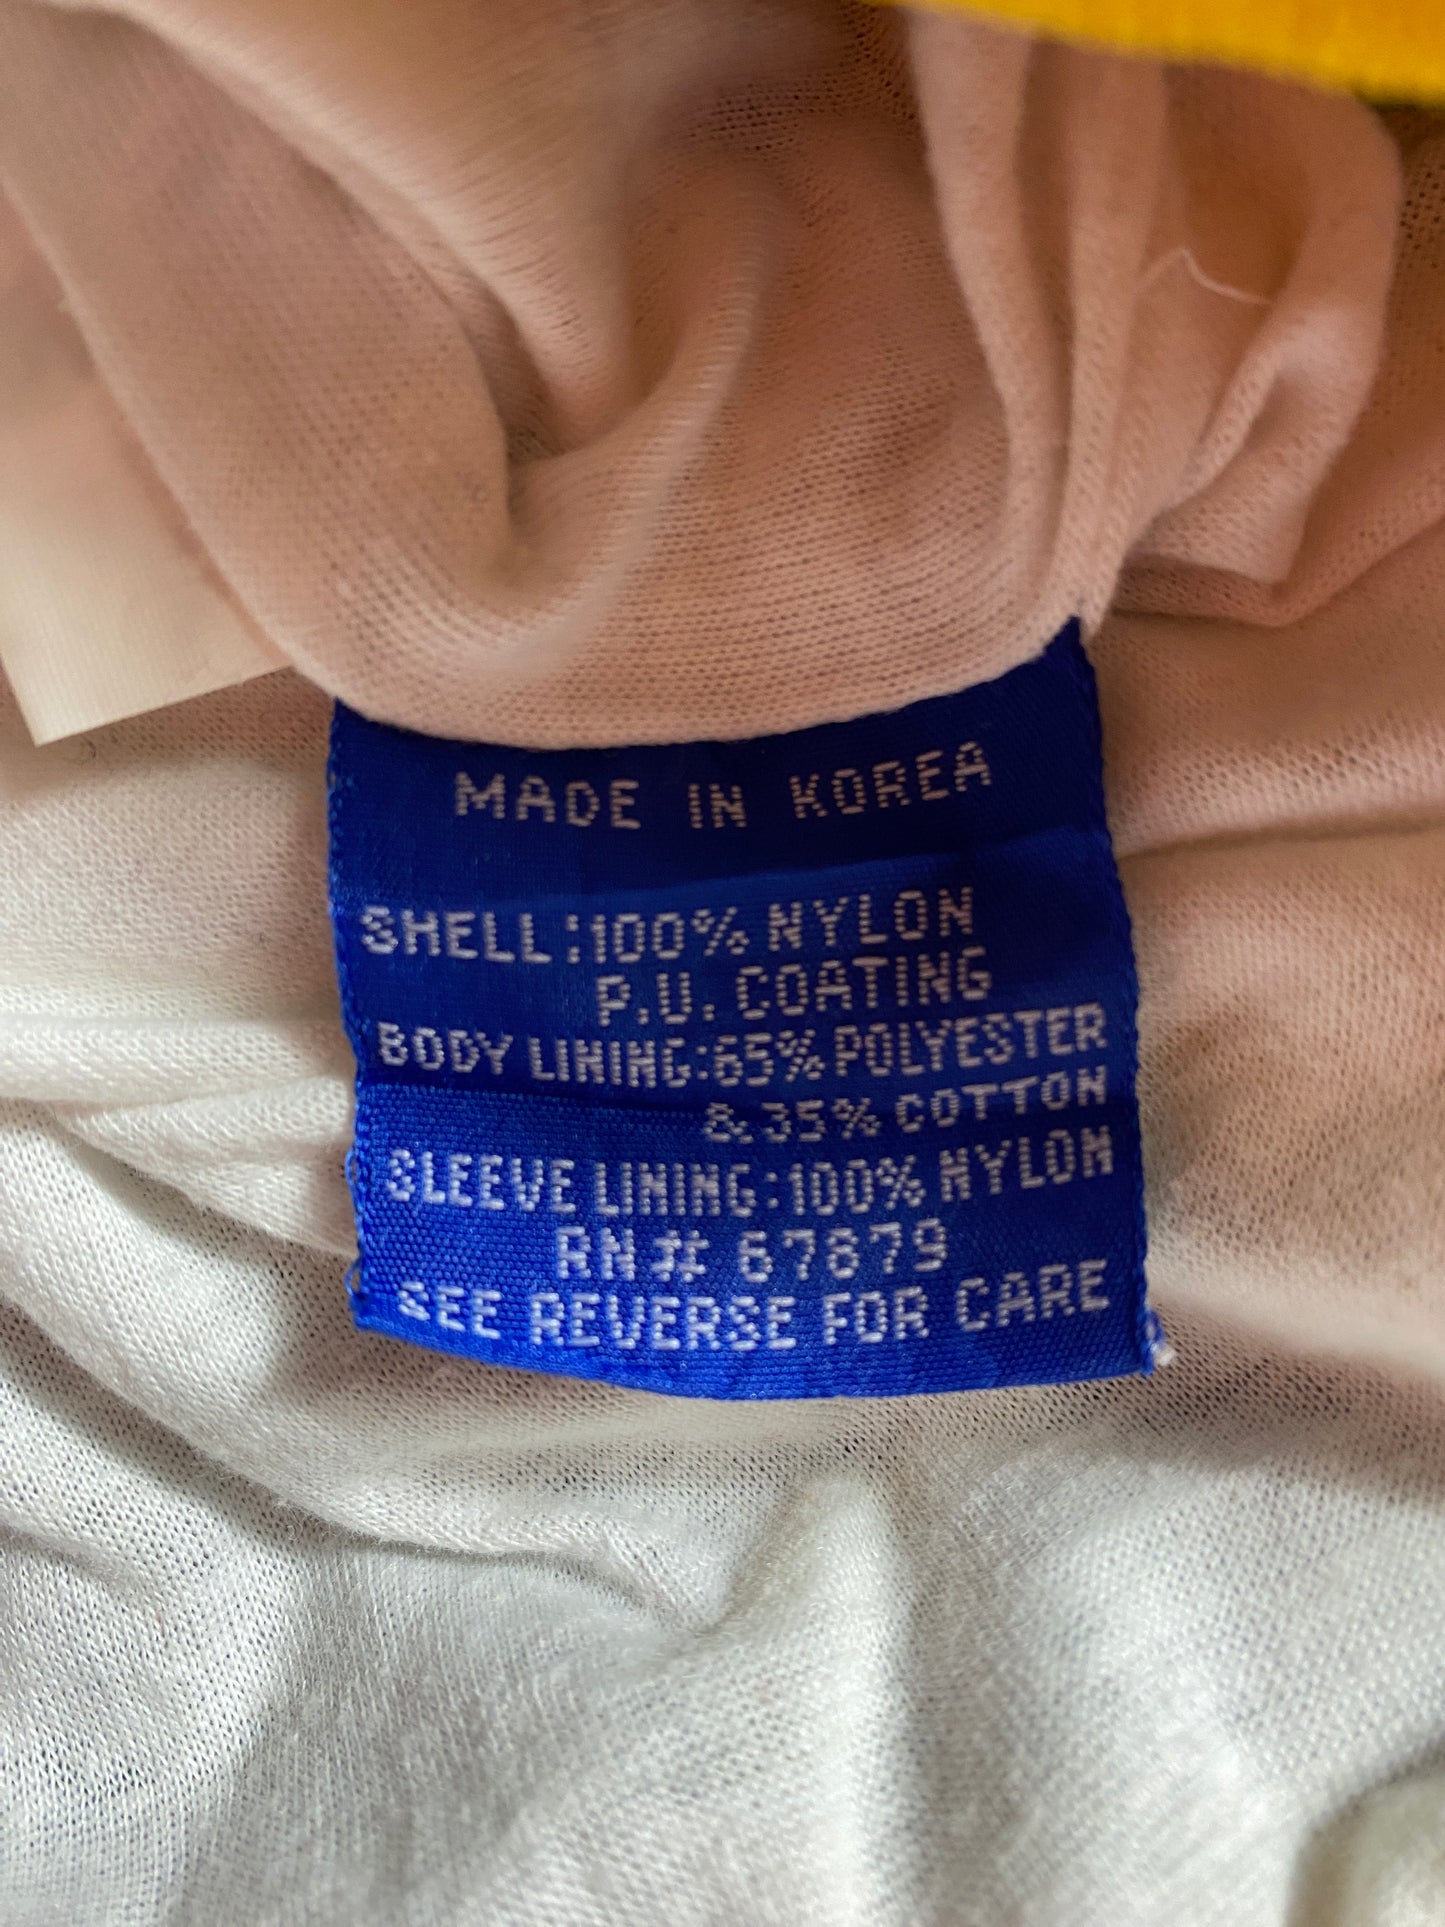 MADE IN KOREA
SHELL:100% NYLON
P.U. COATING
BODY LINING:65% POLYESTER
& 35% COTTON
SLEEVE LINING:100% NYLON
RN# 67879
SEE REVERSE FOR CARE